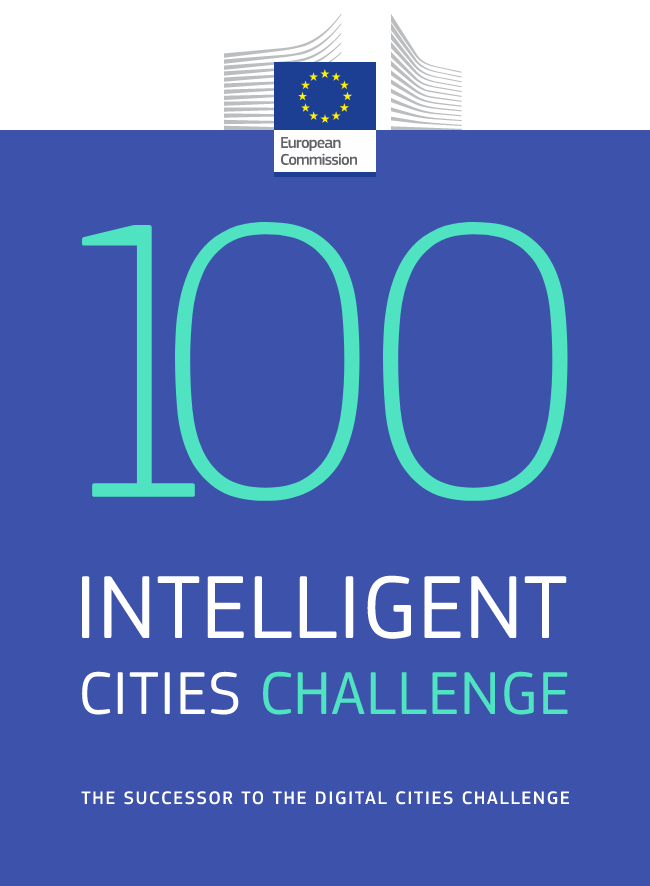 European
Commission
100
INTELLIGENT
CITIES CHALLENGE
THE SUCCESSOR TO THE DIGITAL CITIES CHALLENGE